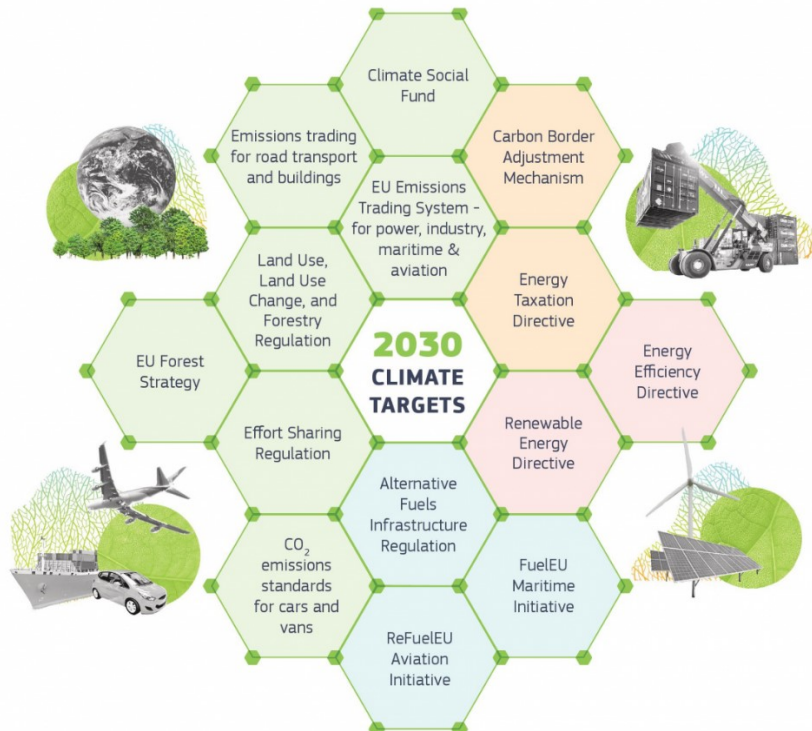 Climate Social
Fund
Emissions trading
for road transport
and buildings
Carbon Border
Adjustment
Mechanism
EU Emissions
Trading System -
for power, industry,
maritime &
aviation
Land Use,
Land Use
Change, and
Forestry
Regulation
Energy
Taxation
Directive
EU Forest
Strategy
2030
CLIMATE
TARGETS
Energy
Efficiency
Directive
Effort Sharing
Regulation
Renewable
Energy
Directive
Alternative
Fuels
Infrastructure
Regulation
CO₂
emissions
standards
for cars and
vans
FuelEU
Maritime
Initiative
ReFuelEU
Aviation
Initiative